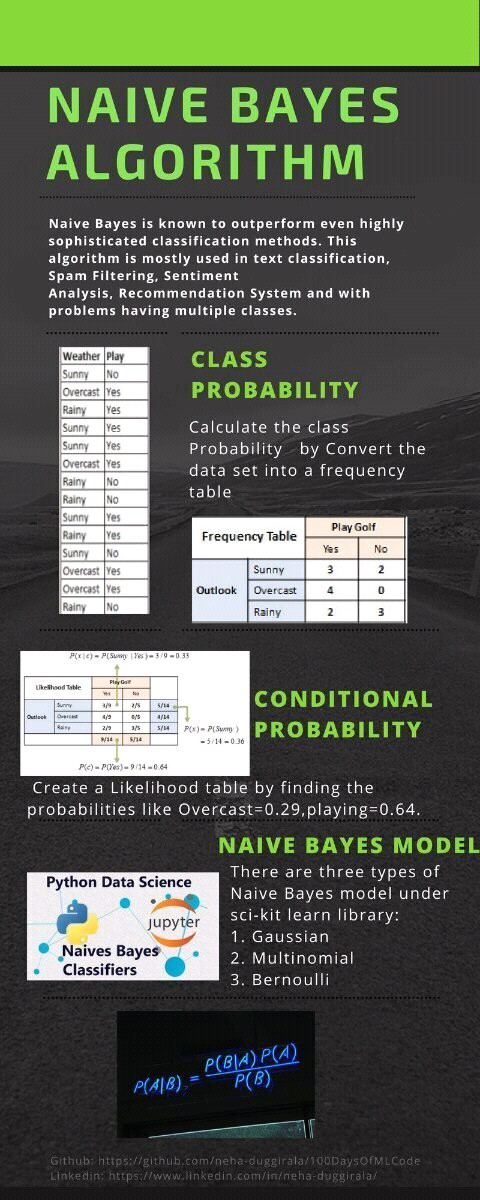 NAIVE BAYES
ALGORITHM
Naive Bayes is known to outperform even highly
sophisticated classification methods. This
algorithm is mostly used in text classification,
Spam Filtering, Sentiment
Analysis, Recommendation System and with
problems having multiple classes.
Weather Play
Sunny No
Overcast Yes
Rainy Yes
Sunny Yes
Sunny Yes
Overcast Yes
Rainy No
Rainy No
Sunny Yes
Rainy Yes
Sunny No
Overcast Yes
Overcast Yes
Rainy No
CLASS
PROBABILITY
Calculate the class
Probability by Convert the
data set into a frequency
table
Frequency Table Play Golf
Yes No
Outlook Sunny 3 2
Overcast 4 0
Rainy 2 3
P(x|c) = P(Sunny | Yes) = 3/9 = 0.33
Likelihood Table Play Golf
Yes No
Outlook Sunny 3/9 2/5 5/14
Overcast 4/9 0/5 4/14
Rainy 2/9 3/5 5/14
9/14 5/14
P(x) = P(Sunny)
= 5/14 = 0.36
P(c) = P(Yes) = 9/14 = 0.64
CONDITIONAL
PROBABILITY
Create a Likelihood table by finding the
probabilities like Overcast=0.29,playing=0.64.
NAIVE BAYES MODEL
There are three types of
Naive Bayes model under
sci-kit learn library:
1. Gaussian
2. Multinomial
3. Bernoulli
Python Data Science
jupyter
Naives Bayes
Classifiers
P(A|B) = P(B|A) P(A)
P(B)
Github: https://github.com/neha-duggirala/100DaysOfMLCode
Linkedin: https://www.linkedin.com/in/neha-duggirala/